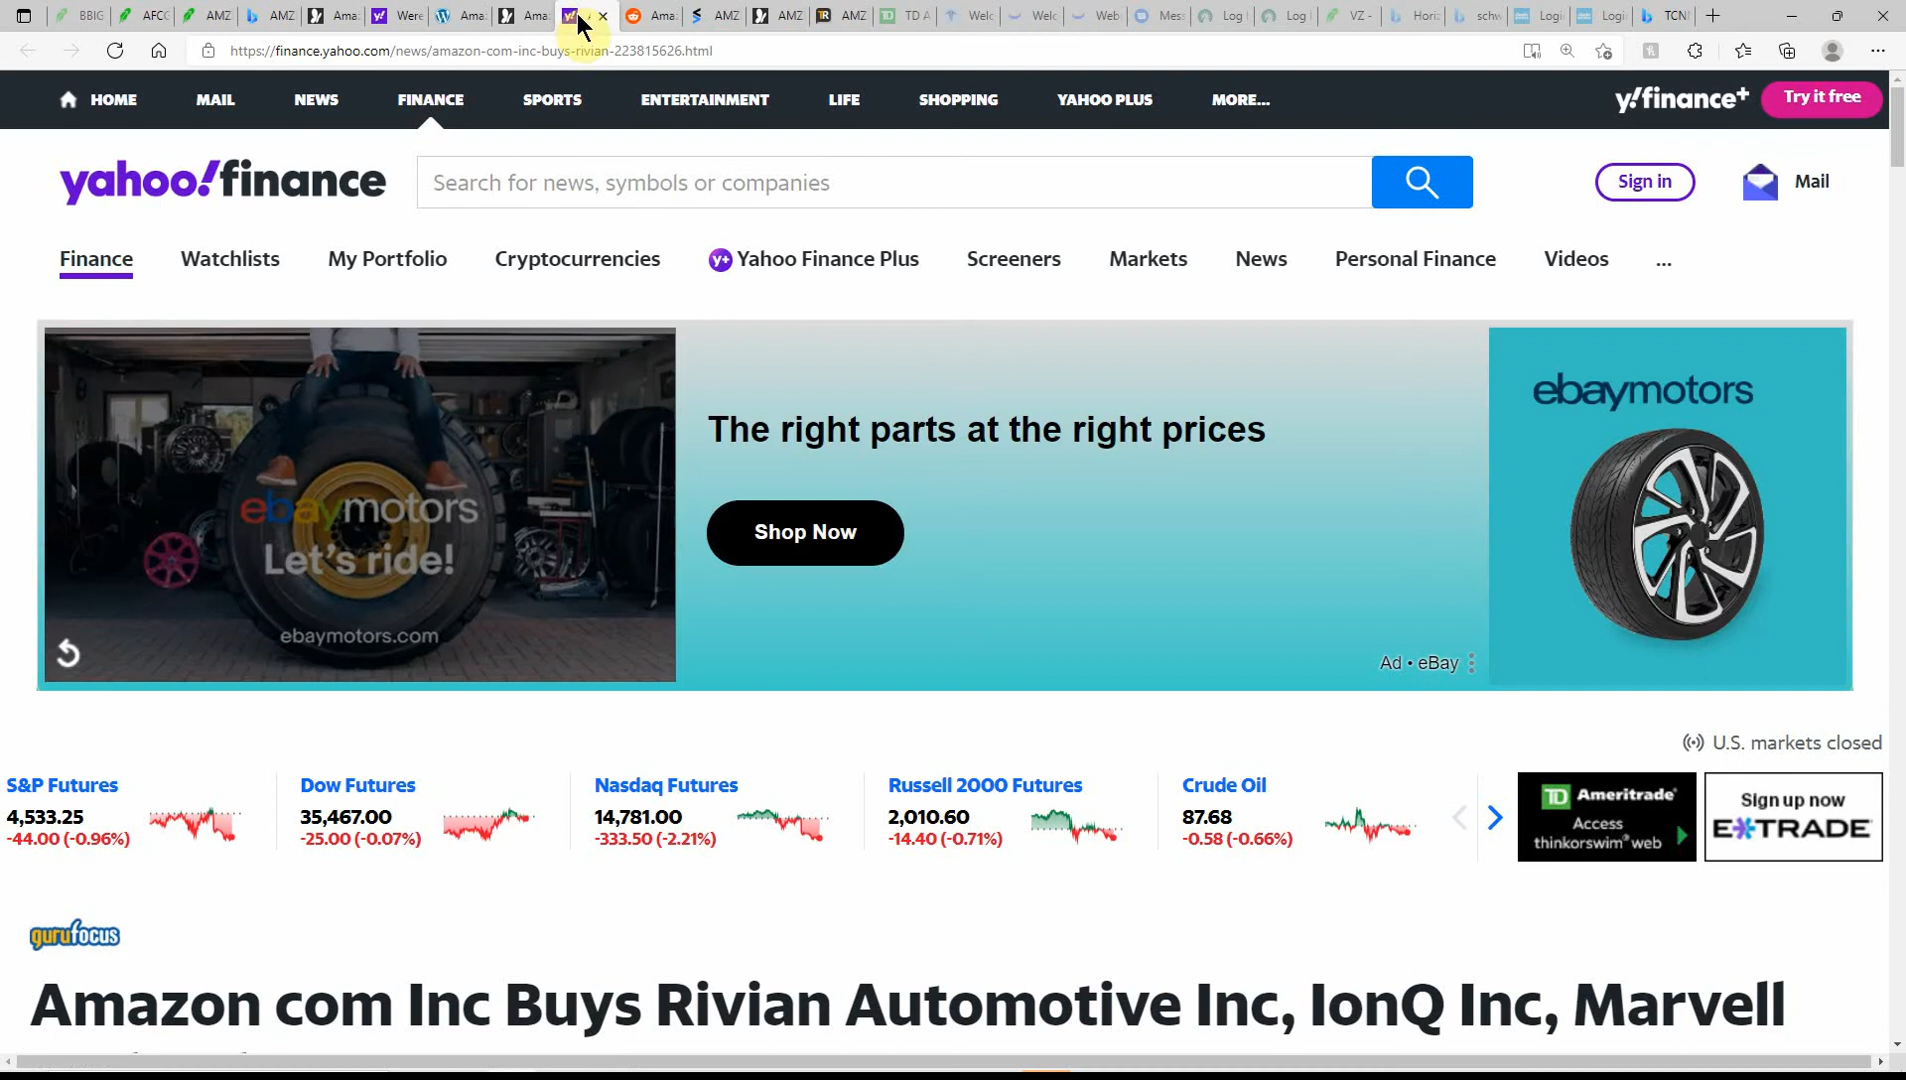 BBIG
AFCG
AMZ
AMZ
Ama
Were
Ama
Ama
Ama
AMZ
AMZ
AMZ
TD A
Welc
Welc
Web
Mess
Log I
Log I
VZ -
Horiz
schw
Login
Login
TCNN
https://finance.yahoo.com/news/amazon-com-inc-buys-rivian-223815626.html
HOME MAIL NEWS FINANCE SPORTS ENTERTAINMENT LIFE SHOPPING YAHOO PLUS MORE...
y!finance+
Try it free
yahoo!finance
Search for news, symbols or companies
Sign in
Mail
Finance Watchlists My Portfolio Cryptocurrencies y+ Yahoo Finance Plus Screeners Markets News Personal Finance Videos ...
ebaymotors
Let's ride!
ebaymotors.com
The right parts at the right prices
Shop Now
Ad • eBay
ebaymotors
U.S. markets closed
S&P Futures
4,533.25
-44.00 (-0.96%)
Dow Futures
35,467.00
-25.00 (-0.07%)
Nasdaq Futures
14,781.00
-333.50 (-2.21%)
Russell 2000 Futures
2,010.60
-14.40 (-0.71%)
Crude Oil
87.68
-0.58 (-0.66%)
TD Ameritrade
Access
thinkorswim® web
Sign up now
E*TRADE
gurufocus
Amazon com Inc Buys Rivian Automotive Inc, IonQ Inc, Marvell